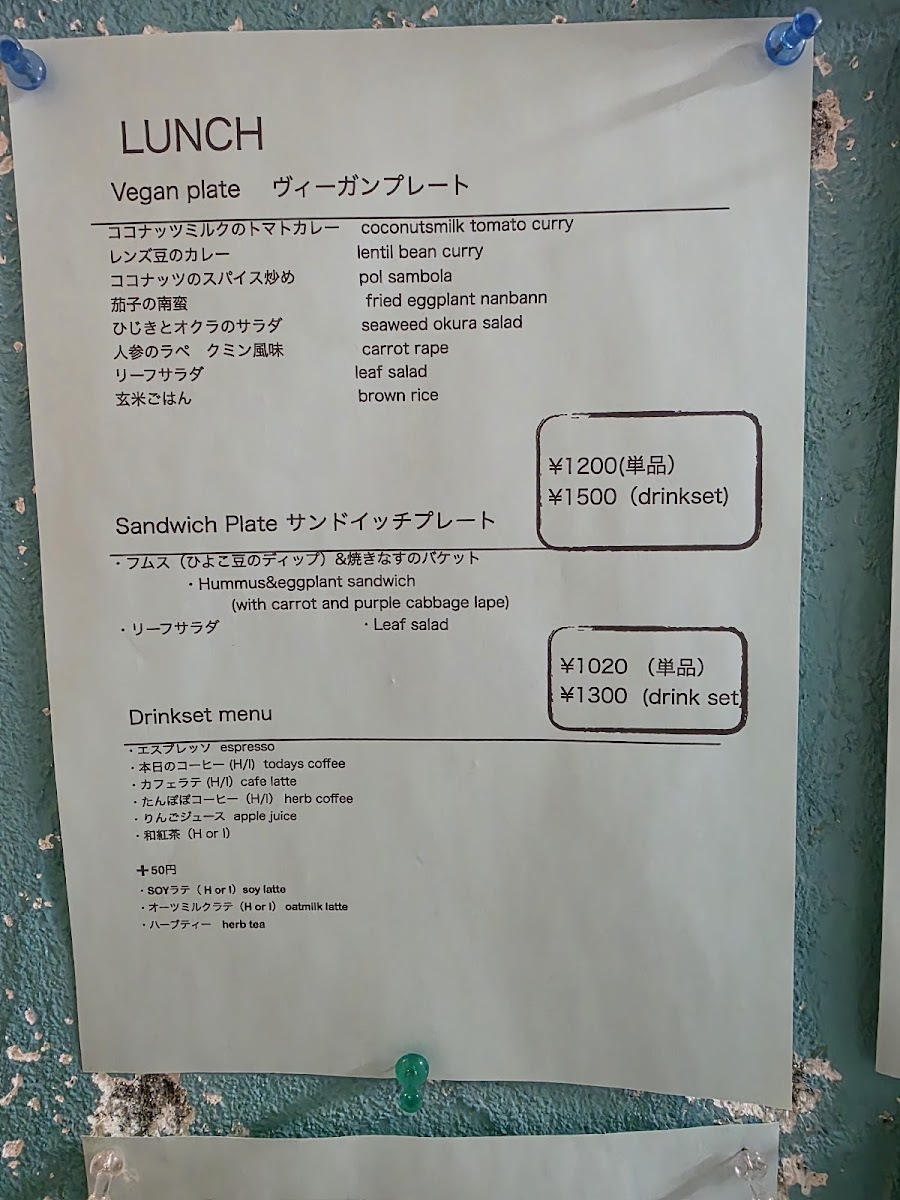 LUNCH
Vegan plate ヴィーガンプレート
ココナッツミルクのトマトカレー coconutsmilk tomato curry
レンズ豆のカレー lentil bean curry
ココナッツのスパイス炒め pol sambola
茄子の南蛮 fried eggplant nanbann
ひじきとオクラのサラダ seaweed okura salad
人参のラペ クミン風味 carrot rape
リーフサラダ leaf salad
玄米ごはん brown rice
¥1200(単品）
¥1500（drinkset)
Sandwich Plate サンドイッチプレート
・フムス（ひよこ豆のディップ）&焼きなすのバケット
・Hummus&eggplant sandwich
(with carrot and purple cabbage lape)
・リーフサラダ ・Leaf salad
¥1020 （単品）
¥1300 (drink set)
Drinkset menu
・エスプレッソ espresso
・本日のコーヒー (H/I) todays coffee
・カフェラテ (H/I) cafe latte
・たんぽぽコーヒー（H/I） herb coffee
・りんごジュース apple juice
・和紅茶（H or I）
＋50円
・SOYラテ（ H or I）soy latte
・オーツミルクラテ（H or I） oatmilk latte
・ハーブティー herb tea